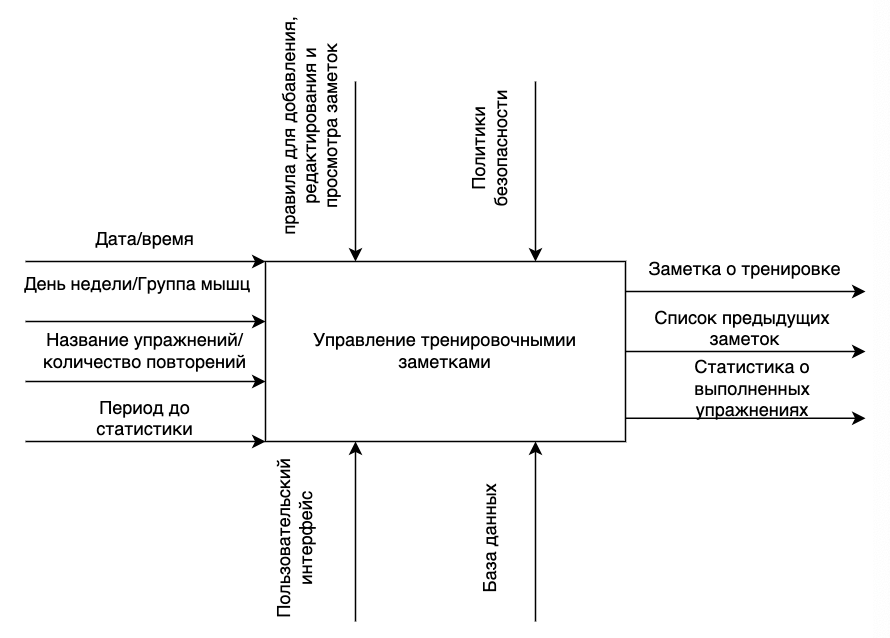 правила для добавления,
редактирования и
просмотра заметок
Политики
безопасности
Дата/время
День недели/Группа мышц
Название упражнений/
количество повторений
Период до
статистики
Управление тренировочнымии
заметками
Заметка о тренировке
Список предыдущих
заметок
Статистика о
выполненных
упражнениях
Пользовательский
интерфейс
База данных